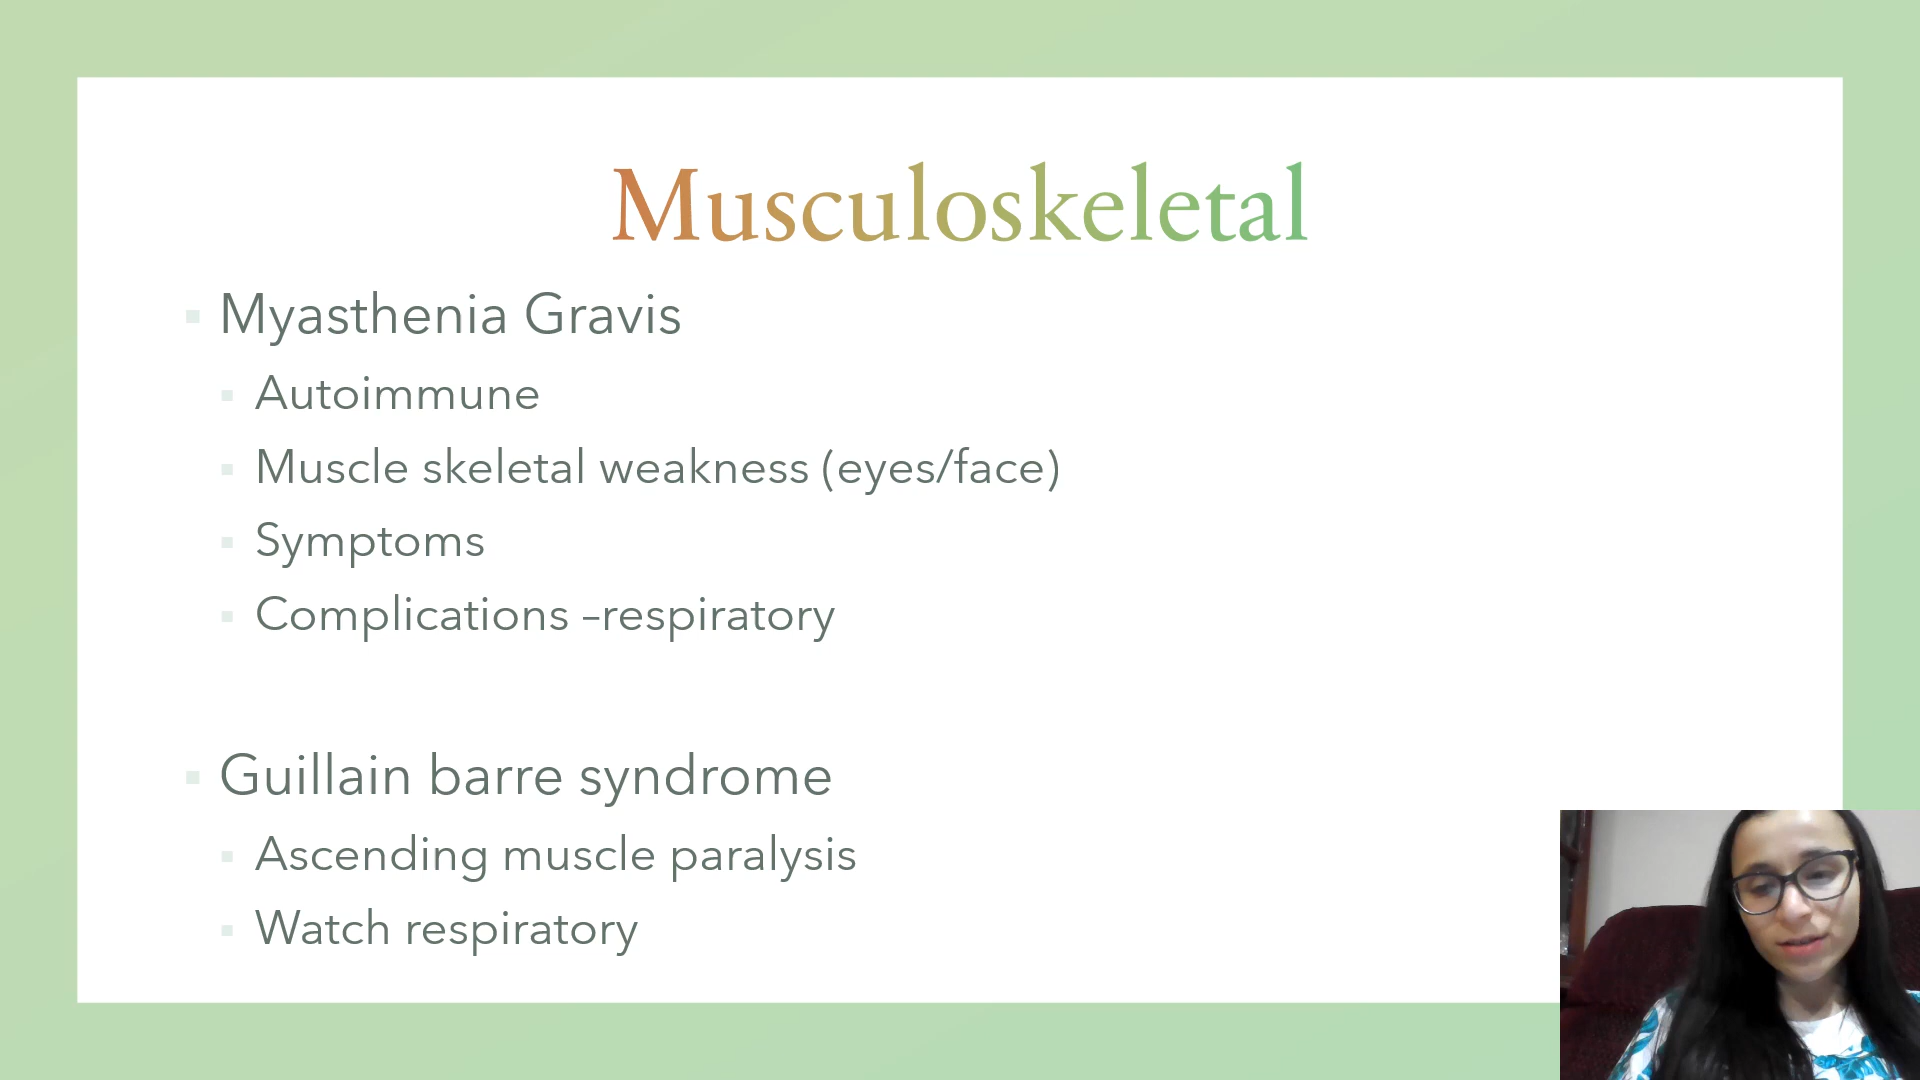 Musculoskeletal
Myasthenia Gravis
Autoimmune
Muscle skeletal weakness (eyes/face)
Symptoms
Complications –respiratory
Guillain barre syndrome
Ascending muscle paralysis
Watch respiratory